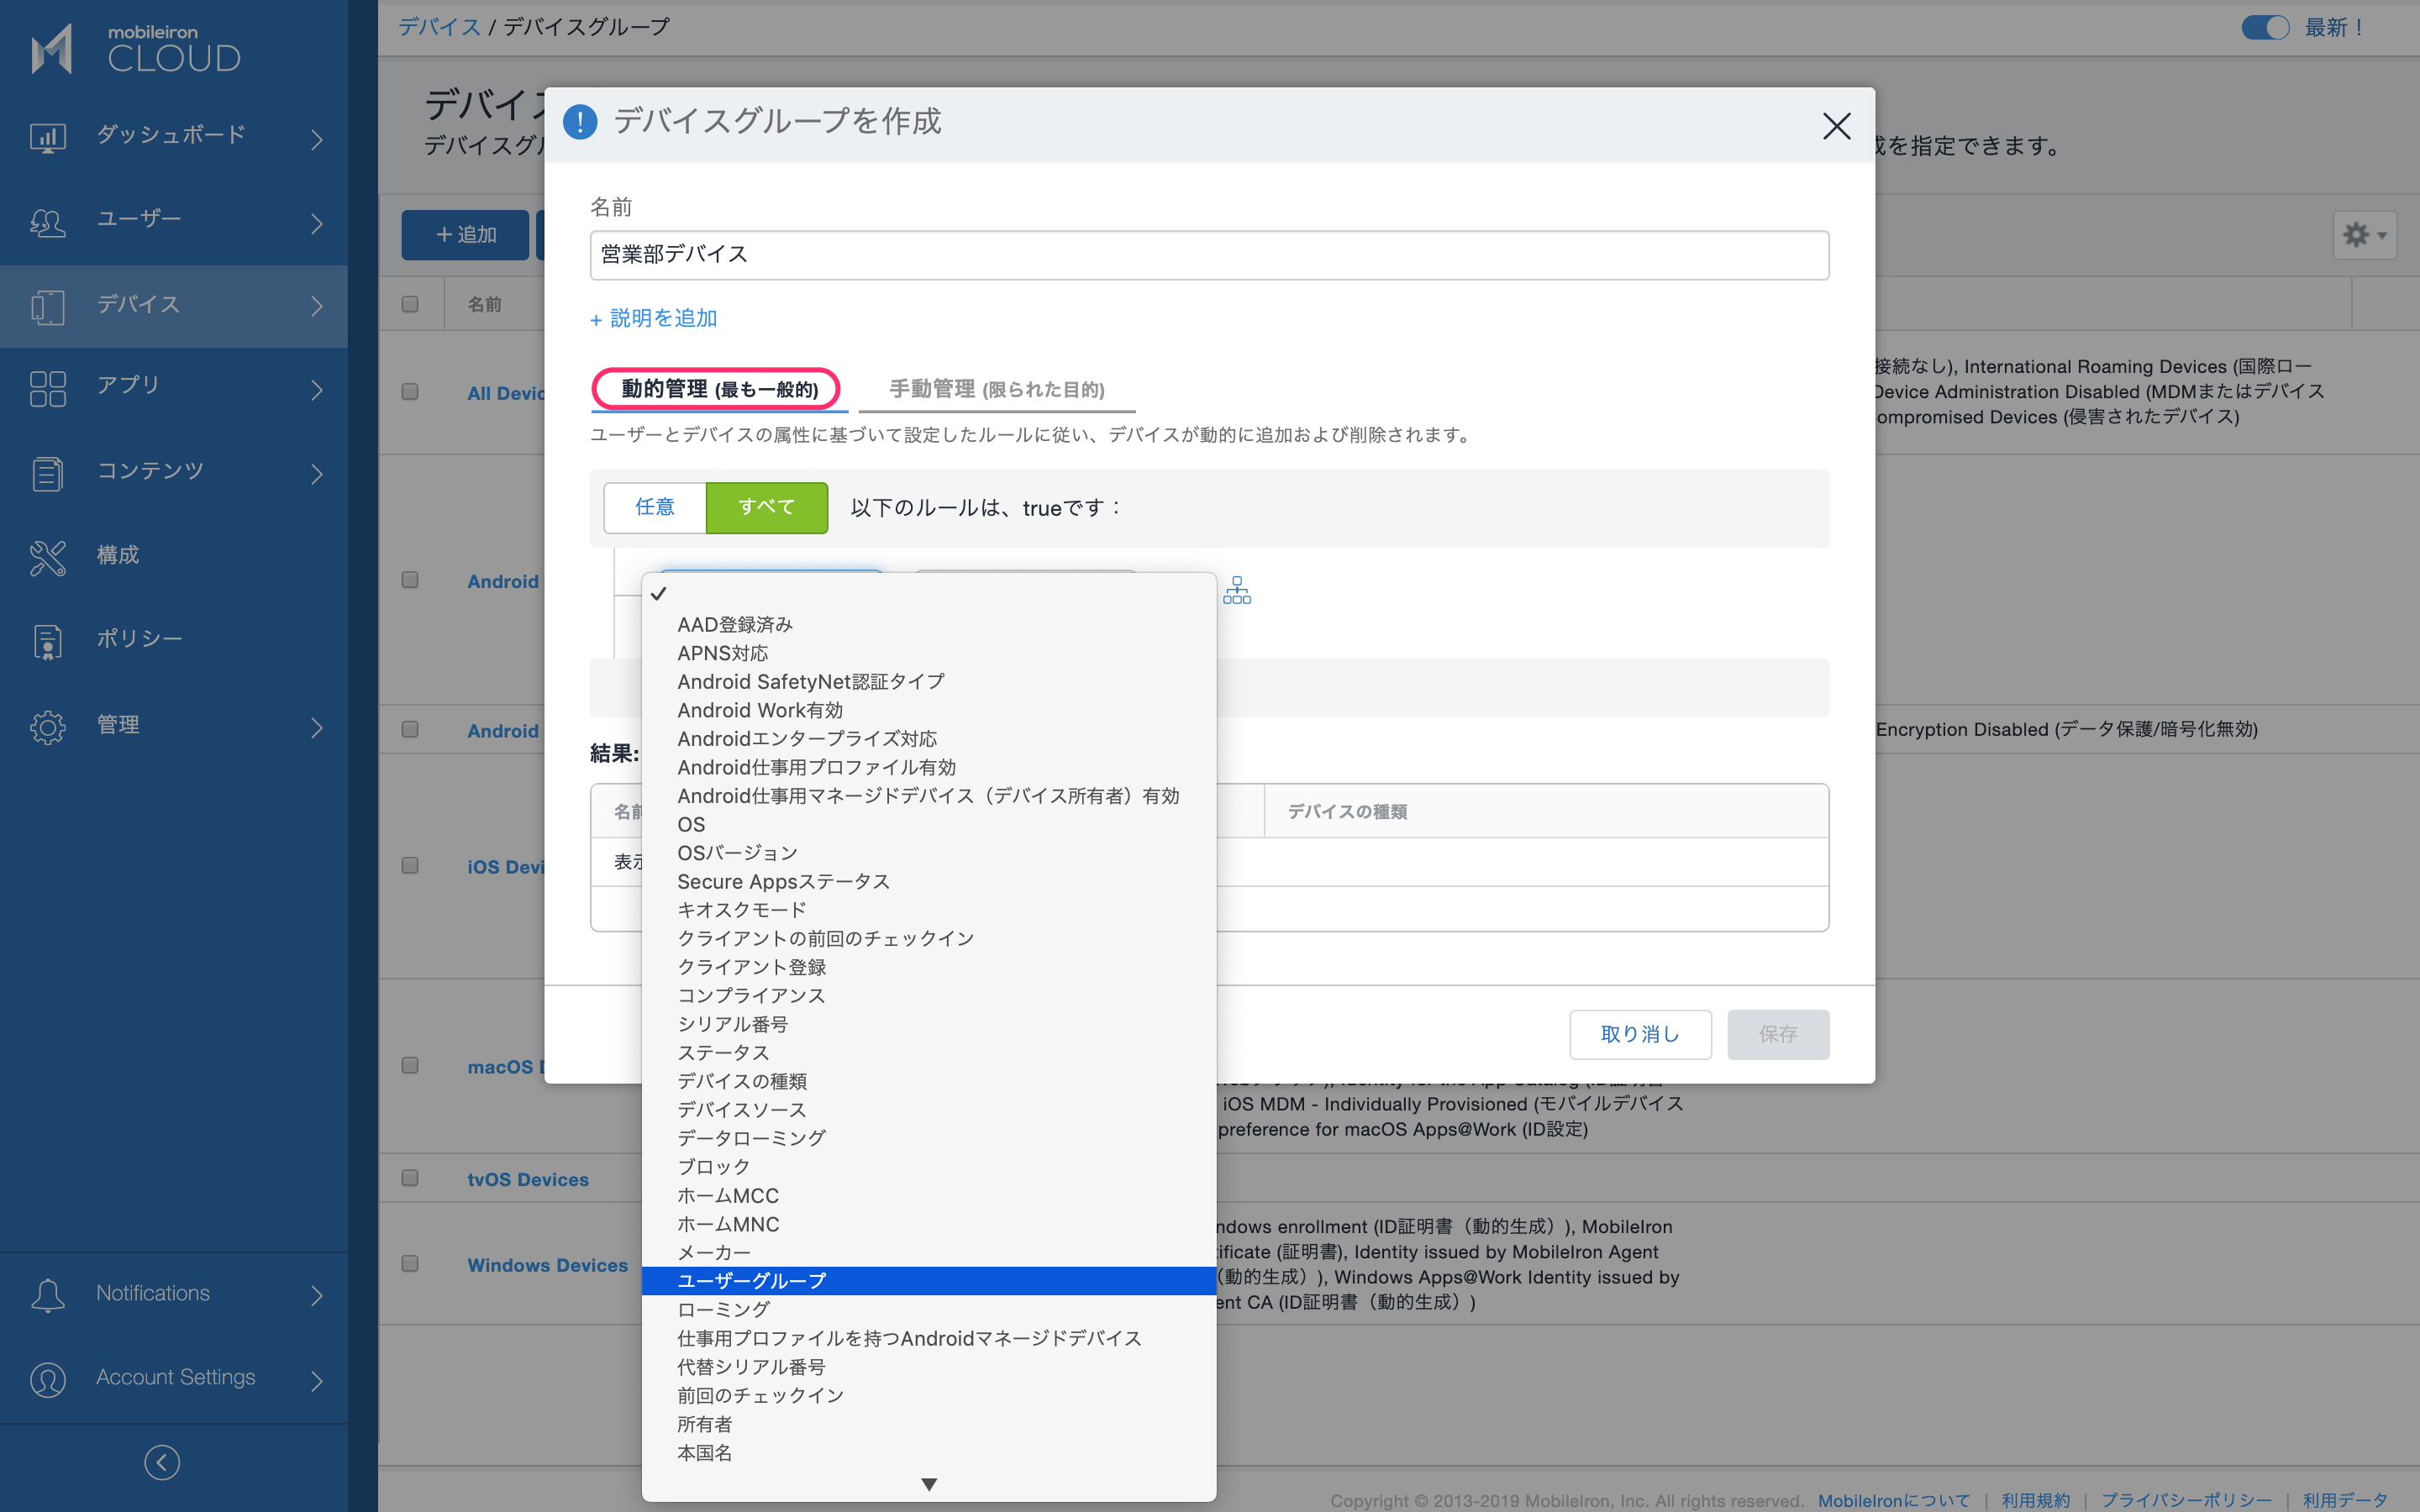 mobileiron
CLOUD
ダッシュボード
ユーザー
デバイス
アプリ
コンテンツ
構成
ポリシー
管理
Notifications
Account Settings
デバイス / デバイスグループ
最新！
成を指定できます。
+ 追加
名前
All Devic
接続なし), International Roaming Devices (国際ロー
Device Administration Disabled (MDMまたはデバイス
ompromised Devices (侵害されたデバイス)
Android
Android
Encryption Disabled (データ保護/暗号化無効)
iOS Devi
macOS D
iOS MDM - Individually Provisioned (モバイルデバイス
preference for macOS Apps@Work (ID設定)
tvOS Devices
Windows Devices
ndows enrollment (ID証明書（動的生成）), MobileIron
tificate (証明書), Identity issued by MobileIron Agent
（動的生成）), Windows Apps@Work Identity issued by
ent CA (ID証明書（動的生成）)
デバイスグループを作成
名前
営業部デバイス
+ 説明を追加
動的管理 (最も一般的)
手動管理 (限られた目的)
ユーザーとデバイスの属性に基づいて設定したルールに従い、デバイスが動的に追加および削除されます。
任意
すべて
以下のルールは、trueです：
AAD登録済み
APNS対応
Android SafetyNet認証タイプ
Android Work有効
Androidエンタープライズ対応
Android仕事用プロファイル有効
Android仕事用マネージドデバイス（デバイス所有者）有効
OS
OSバージョン
Secure Appsステータス
キオスクモード
クライアントの前回のチェックイン
クライアント登録
コンプライアンス
シリアル番号
ステータス
デバイスの種類
デバイスソース
データローミング
ブロック
ホームMCC
ホームMNC
メーカー
ユーザーグループ
ローミング
仕事用プロファイルを持つAndroidマネージドデバイス
代替シリアル番号
前回のチェックイン
所有者
本国名
結果:
名前
デバイスの種類
表示
取り消し
保存
Copyright © 2013-2019 MobileIron, Inc. All rights reserved.
MobileIronについて | 利用規約 | プライバシーポリシー | 利用データ